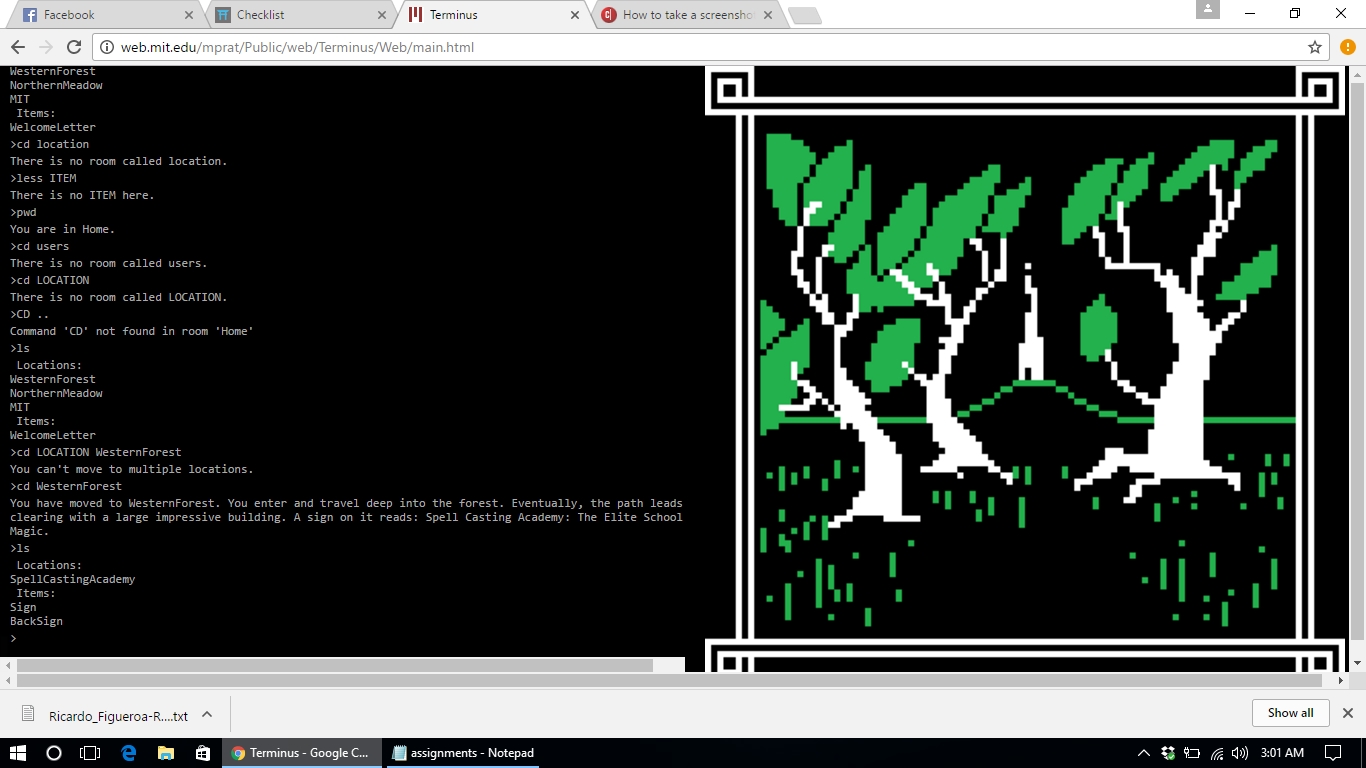 Facebook
Checklist
Terminus
How to take a screensho
web.mit.edu/mprat/Public/web/Terminus/Web/main.html
WesternForest
NorthernMeadow
MIT
Items:
WelcomeLetter
>cd location
There is no room called location.
>less ITEM
There is no ITEM here.
>pwd
You are in Home.
>cd users
There is no room called users.
>cd LOCATION
There is no room called LOCATION.
>CD ..
Command 'CD' not found in room 'Home'
>ls
Locations:
WesternForest
NorthernMeadow
MIT
Items:
WelcomeLetter
>cd LOCATION WesternForest
You can't move to multiple locations.
>cd WesternForest
You have moved to WesternForest. You enter and travel deep into the forest. Eventually, the path leads
clearing with a large impressive building. A sign on it reads: Spell Casting Academy: The Elite School
Magic.
>ls
Locations:
SpellCastingAcademy
Items:
Sign
BackSign
>
Ricardo_Figueroa-R....txt
Show all
Terminus - Google C...
assignments - Notepad
3:01 AM